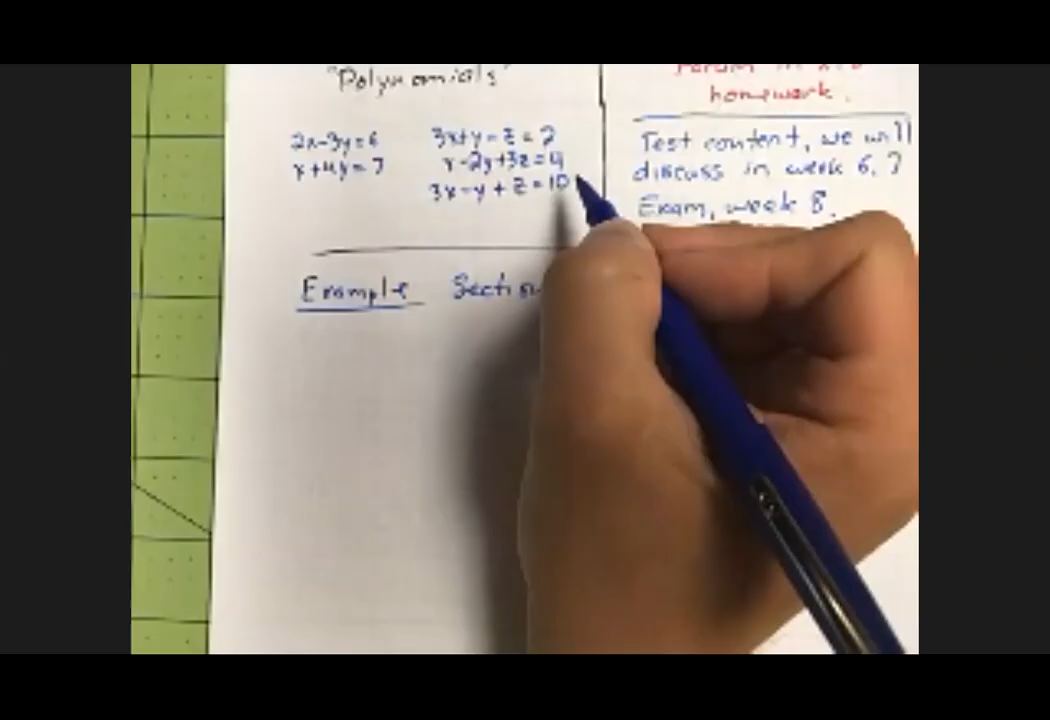 "Polynomials"
2x-3y=6
x+4y=7
3x+y-z=2
x-2y+3z=4
3x-y+z=10
Example Section
homework.
Test content, we will
discuss in week 6, 7
Exam, week 8.